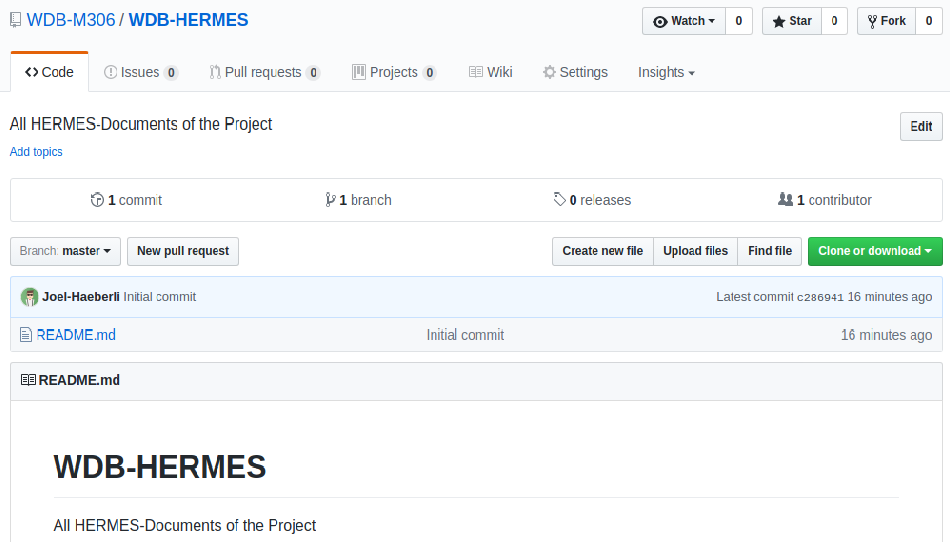 WDB-M306 / WDB-HERMES Watch 0 Star 0 Fork 0
Code Issues 0 Pull requests 0 Projects 0 Wiki Settings Insights
All HERMES-Documents of the Project Edit
Add topics
1 commit 1 branch 0 releases 1 contributor
Branch: master New pull request Create new file Upload files Find file Clone or download
Joel-Haeberli Initial commit Latest commit c286941 16 minutes ago
README.md Initial commit 16 minutes ago
README.md
WDB-HERMES
All HERMES-Documents of the Project